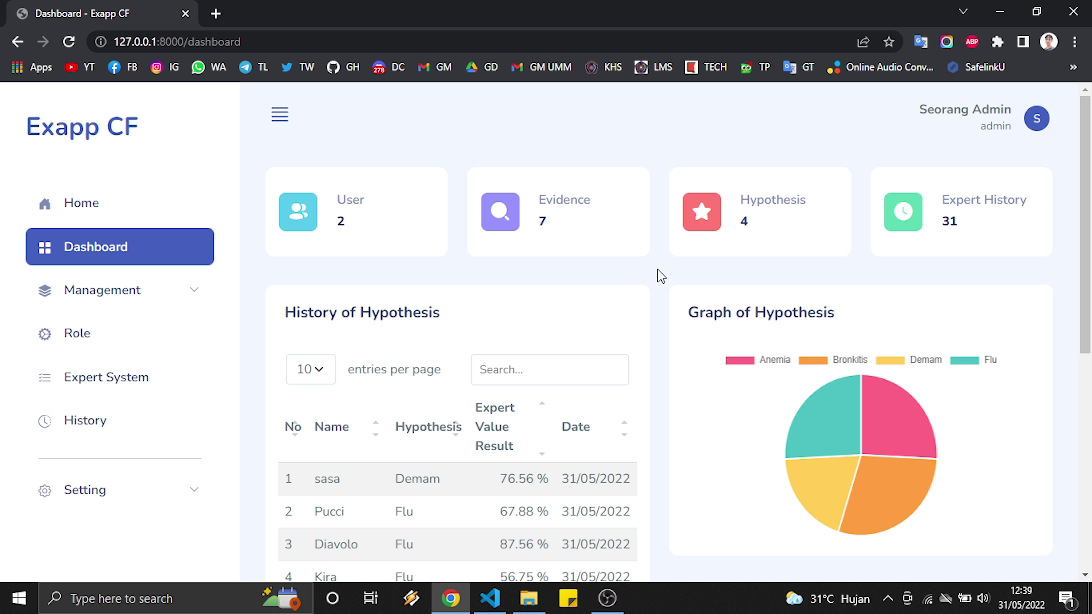 Dashboard - Exapp CF
127.0.0.1:8000/dashboard
Apps YT FB IG WA TL TW GH DC GM GD GM UMM KHS LMS TECH TP GT Online Audio Conv... SafelinkU »
ABP
Exapp CF
Home
Dashboard
Management
Role
Expert System
History
Setting
Seorang Admin
admin
S
User
2
Evidence
7
Hypothesis
4
Expert History
31
History of Hypothesis
10 entries per page Search...
No Name Hypothesis Expert Value Result Date
1 sasa Demam 76.56 % 31/05/2022
2 Pucci Flu 67.88 % 31/05/2022
3 Diavolo Flu 87.56 % 31/05/2022
4 Kira Flu 56.75 % 31/05/2022
Graph of Hypothesis
Anemia Bronkitis Demam Flu
Type here to search
31°C Hujan
12:39
31/05/2022